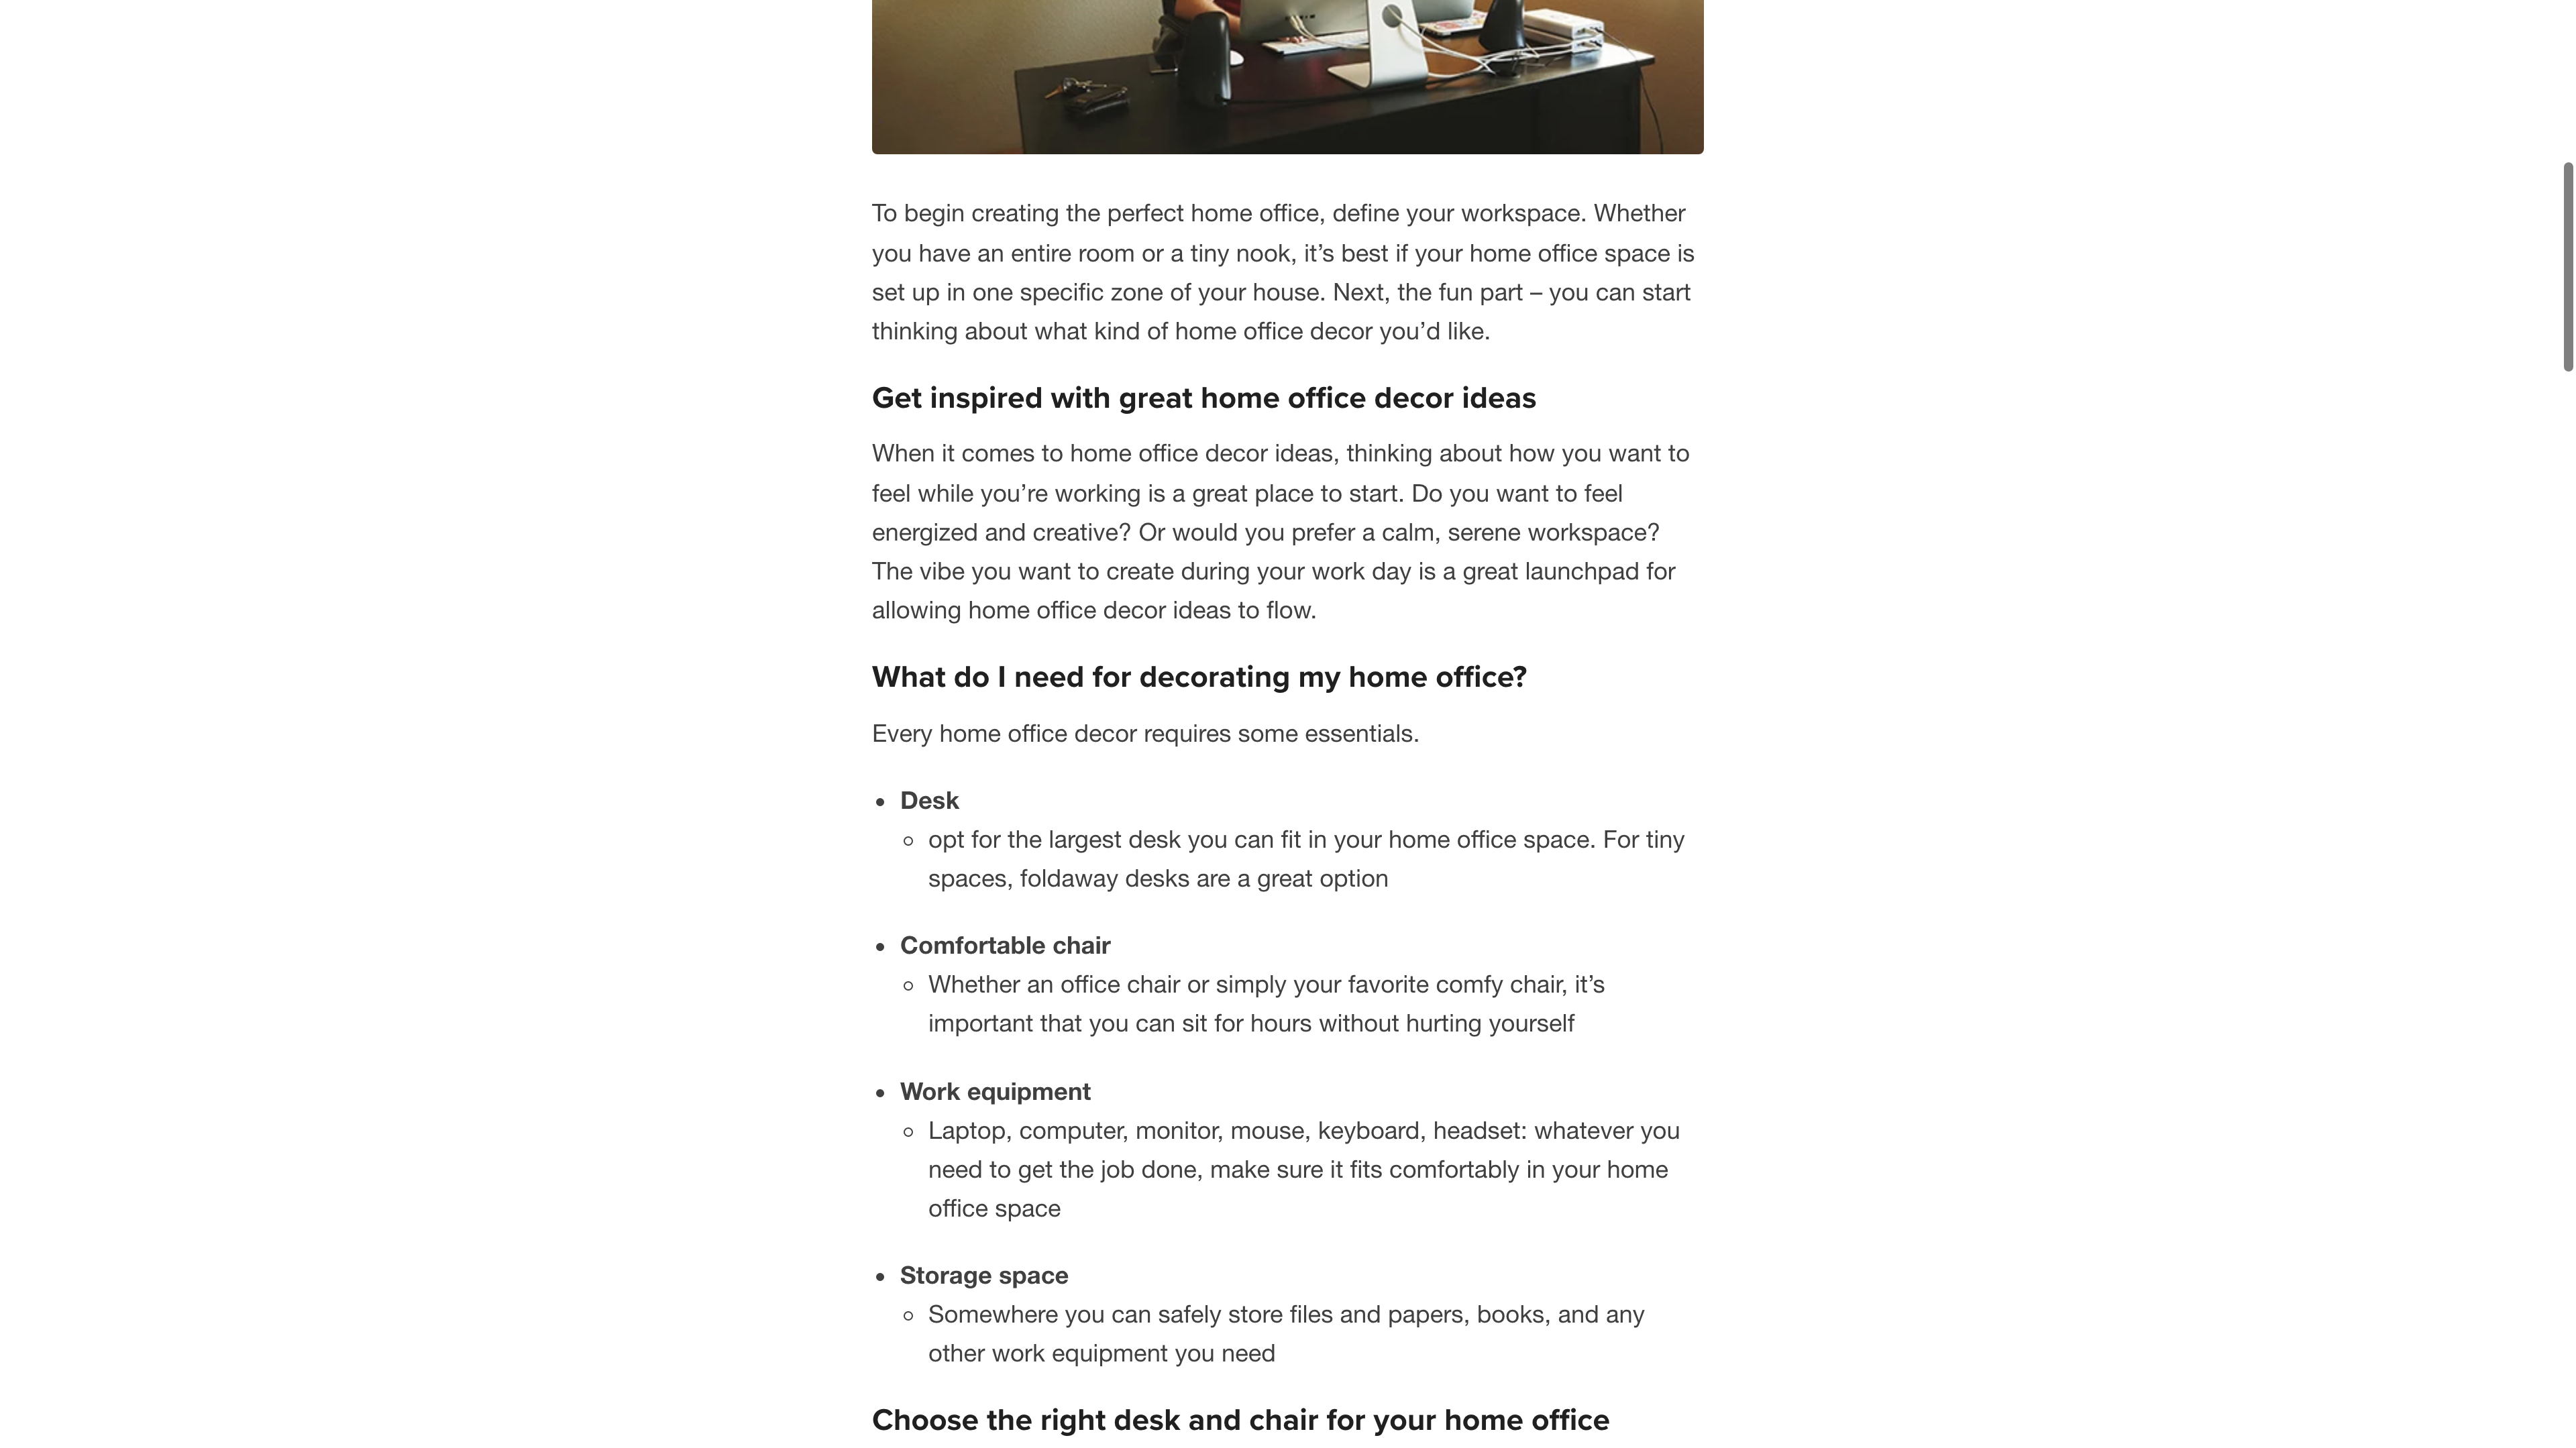 To begin creating the perfect home office, define your workspace. Whether
you have an entire room or a tiny nook, it’s best if your home office space is
set up in one specific zone of your house. Next, the fun part – you can start
thinking about what kind of home office decor you’d like.
Get inspired with great home office decor ideas
When it comes to home office decor ideas, thinking about how you want to
feel while you’re working is a great place to start. Do you want to feel
energized and creative? Or would you prefer a calm, serene workspace?
The vibe you want to create during your work day is a great launchpad for
allowing home office decor ideas to flow.
What do I need for decorating my home office?
Every home office decor requires some essentials.
Desk
opt for the largest desk you can fit in your home office space. For tiny
spaces, foldaway desks are a great option
Comfortable chair
Whether an office chair or simply your favorite comfy chair, it’s
important that you can sit for hours without hurting yourself
Work equipment
Laptop, computer, monitor, mouse, keyboard, headset: whatever you
need to get the job done, make sure it fits comfortably in your home
office space
Storage space
Somewhere you can safely store files and papers, books, and any
other work equipment you need
Choose the right desk and chair for your home office